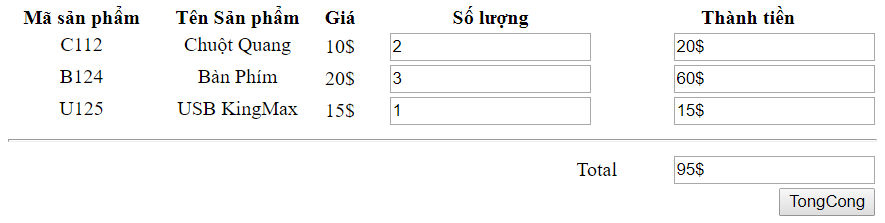 Mã sản phẩm Tên Sản phẩm Giá Số lượng Thành tiền
C112 Chuột Quang 10$ 2 20$
B124 Bàn Phím 20$ 3 60$
U125 USB KingMax 15$ 1 15$
Total 95$
TongCong